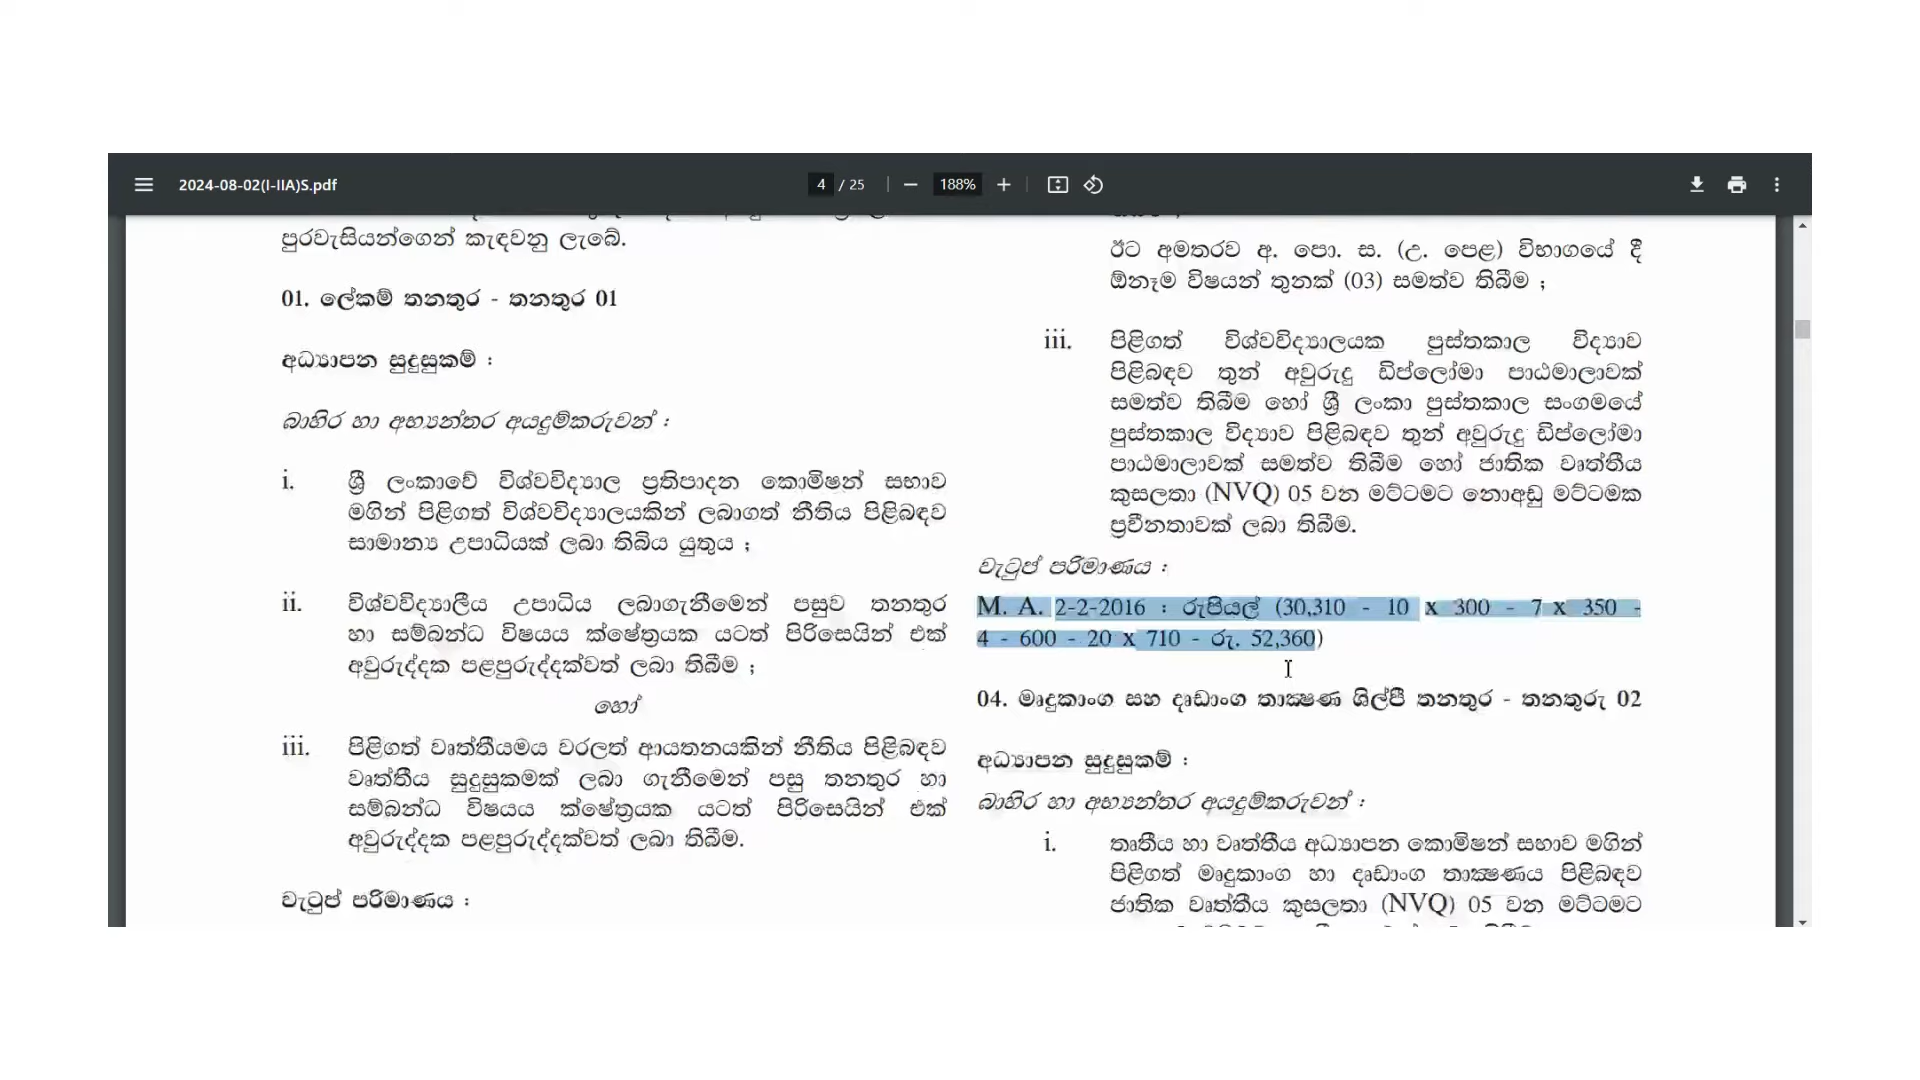 2024-08-02(I-IIA)S.pdf
4 / 25
188%
පුරවැසියන්ගෙන් කැඳවනු ලැබේ.
01. ලේකම් තනතුර - තනතුර 01
අධ්‍යාපන සුදුසුකම් :
බාහිර හා අභ්‍යන්තර අයදුම්කරුවන් :
i. ශ්‍රී ලංකාවේ විශ්වවිද්‍යාල ප්‍රතිපාදන කොමිෂන් සභාව
මගින් පිළිගත් විශ්වවිද්‍යාලයකින් ලබාගත් නීතිය පිළිබඳව
සාමාන්‍ය උපාධියක් ලබා තිබිය යුතුය ;
ii. විශ්වවිද්‍යාලීය උපාධිය ලබාගැනීමෙන් පසුව තනතුර
හා සම්බන්ධ විෂයය ක්ෂේත්‍රයක යටත් පිරිසෙයින් එක්
අවුරුද්දක පළපුරුද්දක්වත් ලබා තිබීම ;
හෝ
iii. පිළිගත් වෘත්තීයමය වරලත් ආයතනයකින් නීතිය පිළිබඳව
වෘත්තීය සුදුසුකමක් ලබා ගැනීමෙන් පසු තනතුර හා
සම්බන්ධ විෂයය ක්ෂේත්‍රයක යටත් පිරිසෙයින් එක්
අවුරුද්දක පළපුරුද්දක්වත් ලබා තිබීම.
වැටුප් පරිමාණය :
ඊට අමතරව අ. පො. ස. (උ. පෙළ) විභාගයේ දී
ඕනෑම විෂයන් තුනක් (03) සමත්ව තිබීම ;
iii. පිළිගත් විශ්වවිද්‍යාලයක පුස්තකාල විද්‍යාව
පිළිබඳව තුන් අවුරුදු ඩිප්ලෝමා පාඨමාලාවක්
සමත්ව තිබීම හෝ ශ්‍රී ලංකා පුස්තකාල සංගමයේ
පුස්තකාල විද්‍යාව පිළිබඳව තුන් අවුරුදු ඩිප්ලෝමා
පාඨමාලාවක් සමත්ව තිබීම හෝ ජාතික වෘත්තීය
කුසලතා (NVQ) 05 වන මට්ටමට නොඅඩු මට්ටමක
ප්‍රවීනතාවක් ලබා තිබීම.
වැටුප් පරිමාණය :
M. A. 2-2-2016 : රුපියල් (30,310 - 10 x 300 - 7 x 350 -
4 - 600 - 20 x 710 - රු. 52,360)
04. මෘදුකාංග සහ දෘඩාංග තාක්‍ෂණ ශිල්පී තනතුර - තනතුරු 02
අධ්‍යාපන සුදුසුකම් :
බාහිර හා අභ්‍යන්තර අයදුම්කරුවන් :
i. තෘතීය හා වෘත්තීය අධ්‍යාපන කොමිෂන් සභාව මගින්
පිළිගත් මෘදුකාංග හා දෘඩාංග තාක්‍ෂණය පිළිබඳව
ජාතික වෘත්තීය කුසලතා (NVQ) 05 වන මට්ටමට